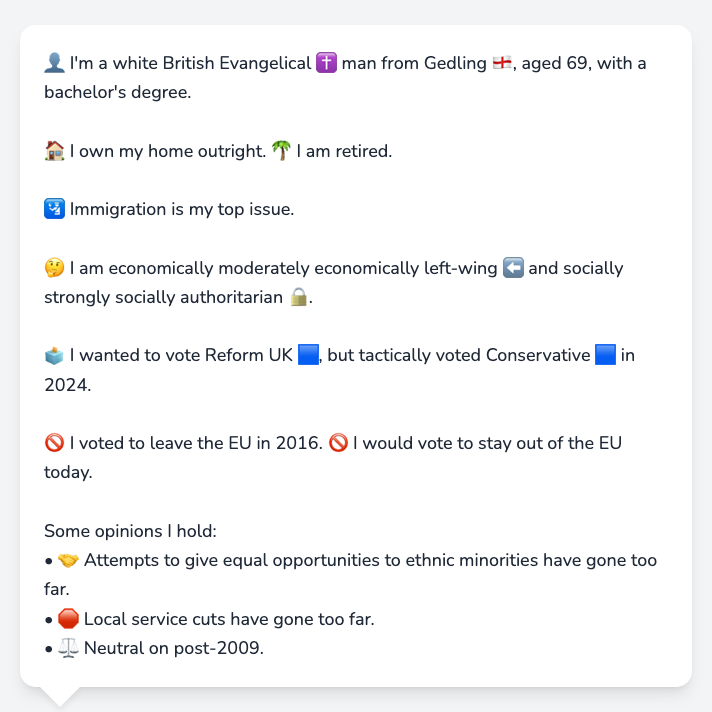 👤 I'm a white British Evangelical ✝️ man from Gedling 🏴󠁧󠁢󠁥󠁮󠁧󠁿, aged 69, with a
bachelor's degree.
🏠 I own my home outright. 🌴 I am retired.
🛂 Immigration is my top issue.
🤔 I am economically moderately economically left-wing ⬅️ and socially
strongly socially authoritarian 🔒.
🗳️ I wanted to vote Reform UK 🟦, but tactically voted Conservative 🟦 in
2024.
🚫 I voted to leave the EU in 2016. 🚫 I would vote to stay out of the EU
today.
Some opinions I hold:
• 🤝 Attempts to give equal opportunities to ethnic minorities have gone too
far.
• 🛑 Local service cuts have gone too far.
• ⚖️ Neutral on post-2009.